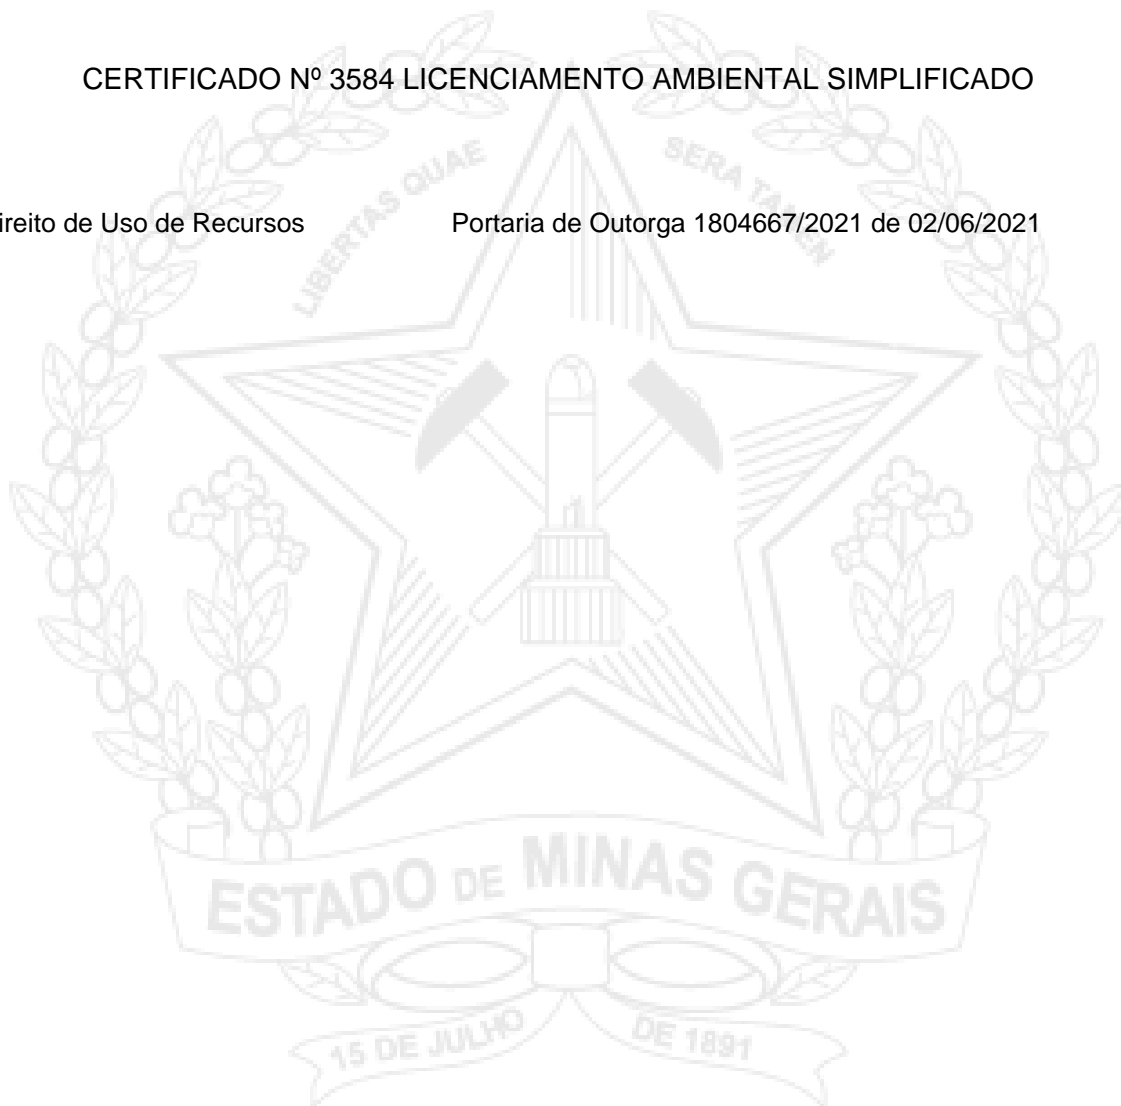 CERTIFICADO Nº 3584 LICENCIAMENTO AMBIENTAL SIMPLIFICADO
LIBERTAS QUAE SERA TAMEN
ireito de Uso de Recursos Portaria de Outorga 1804667/2021 de 02/06/2021
ESTADO DE MINAS GERAIS
15 DE JULHO DE 1891